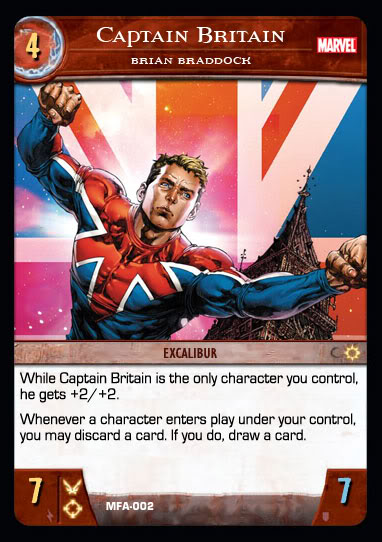 4
CAPTAIN BRITAIN
BRIAN BRADDOCK
MARVEL
EXCALIBUR
C
While Captain Britain is the only character you control,
he gets +2/+2.
Whenever a character enters play under your control,
you may discard a card. If you do, draw a card.
7
MFA-002
7